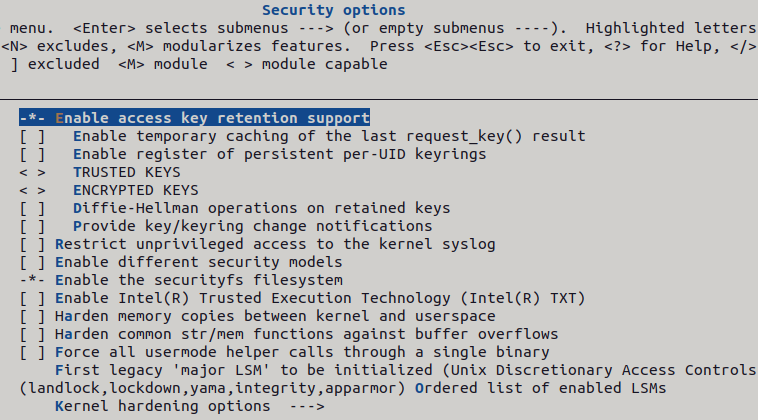 Security options
menu. <Enter> selects submenus ---> (or empty submenus ----). Highlighted letters
<N> excludes, <M> modularizes features. Press <Esc><Esc> to exit, <?> for Help, </>
] excluded <M> module < > module capable
-*- Enable access key retention support
[ ] Enable temporary caching of the last request_key() result
[ ] Enable register of persistent per-UID keyrings
< > TRUSTED KEYS
< > ENCRYPTED KEYS
[ ] Diffie-Hellman operations on retained keys
[ ] Provide key/keyring change notifications
[ ] Restrict unprivileged access to the kernel syslog
[ ] Enable different security models
-*- Enable the securityfs filesystem
[ ] Enable Intel(R) Trusted Execution Technology (Intel(R) TXT)
[ ] Harden memory copies between kernel and userspace
[ ] Harden common str/mem functions against buffer overflows
[ ] Force all usermode helper calls through a single binary
First legacy 'major LSM' to be initialized (Unix Discretionary Access Controls
(landlock,lockdown,yama,integrity,apparmor) Ordered list of enabled LSMs
Kernel hardening options --->